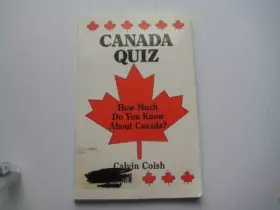 CANADA
QUIZ
How Much
Do You Know
About Canada?
Calvin Coish